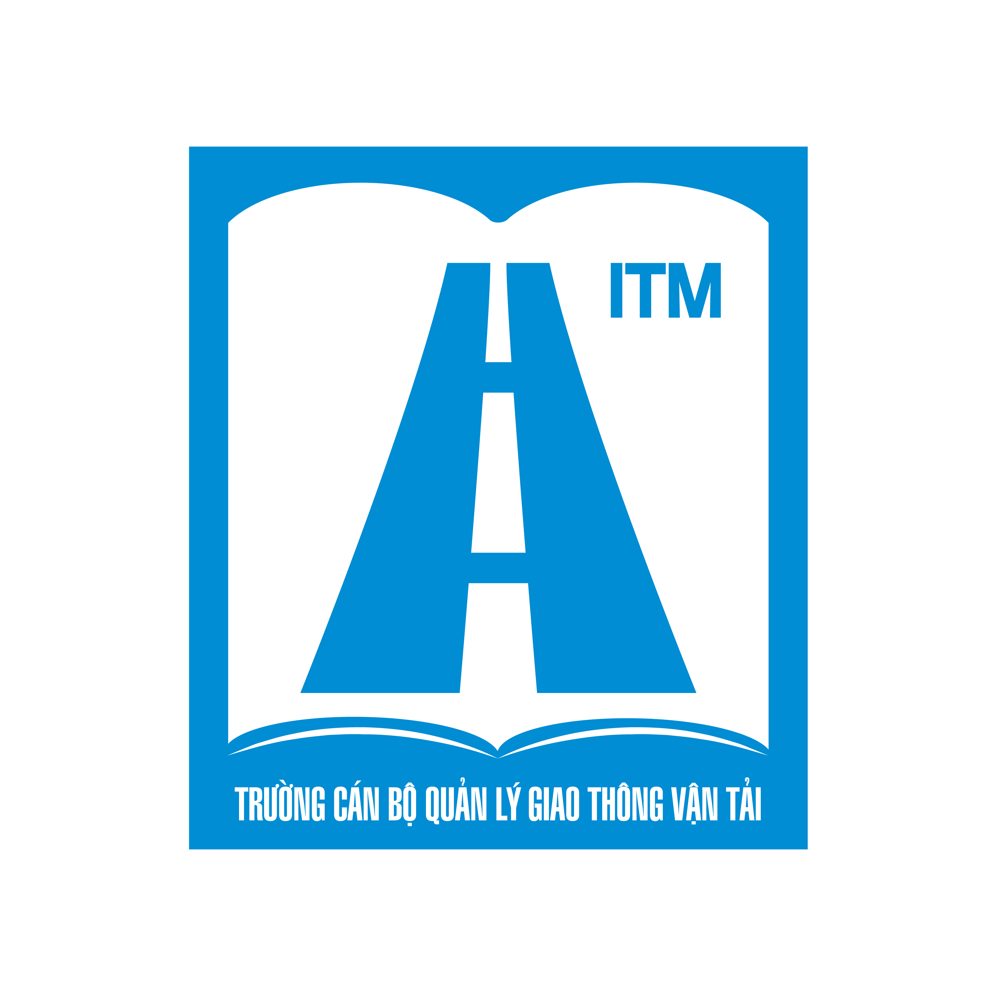 ITM
TRƯỜNG CÁN BỘ QUẢN LÝ GIAO THÔNG VẬN TẢI